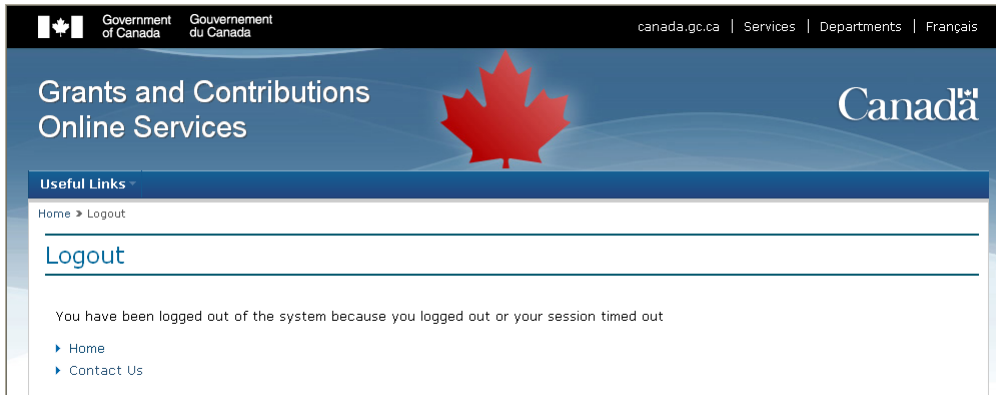 Government of Canada
Gouvernement du Canada
canada.gc.ca | Services | Departments | Français
Grants and Contributions
Online Services
Canada
Useful Links
Home » Logout
Logout
You have been logged out of the system because you logged out or your session timed out
Home
Contact Us